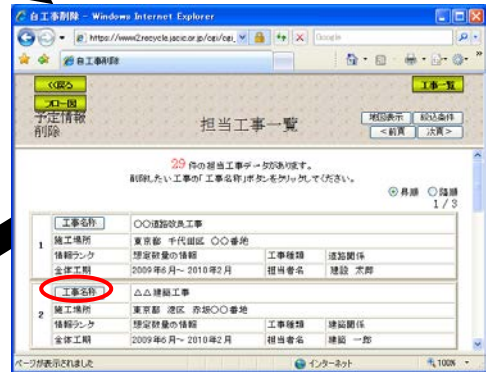 自工事削除 - Windows Internet Explorer
https://www2.recycle.jacic.or.jp/cgi/cgi_
Google
自工事削除
<<戻る
工事一覧
フロー図
予定情報
削除
担当工事一覧
地図表示 絞込条件
<前頁 次頁>
29 件の担当工事データがあります。
削除したい工事の「工事名称」ボタンをクリックしてください。
昇順 降順
1 / 3
1
工事名称 〇〇道路改良工事
施工場所 東京都 千代田区 〇〇番地
情報ランク 想定数量の情報 工事種類 道路関係
全体工期 2009年6月～2010年2月 担当者名 建設 太郎
2
工事名称 △△建築工事
施工場所 東京都 港区 赤坂〇〇番地
情報ランク 想定数量の情報 工事種類 建築関係
全体工期 2009年6月～2010年2月 担当者名 建築 一郎
ページが表示されました インターネット 100%